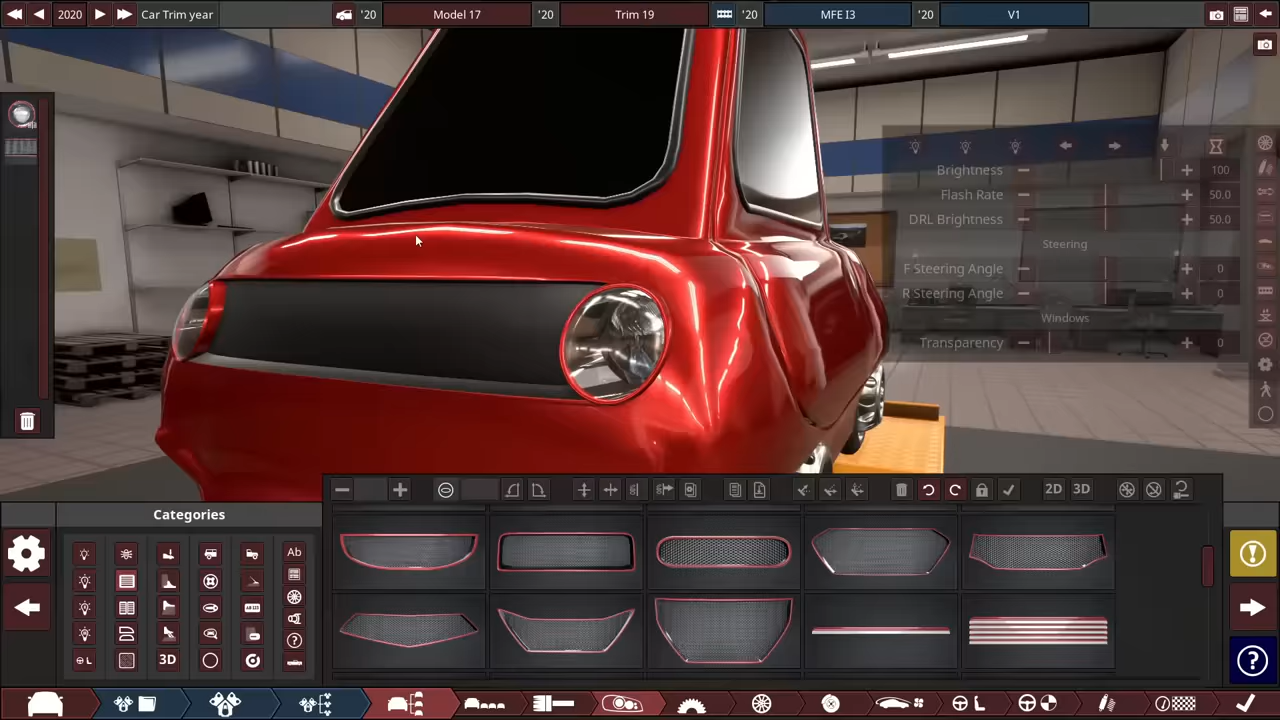 2020 Car Trim year '20 Model 17 '20 Trim 19 '20 MFE I3 '20 V1
Brightness 100
Flash Rate 50.0
DRL Brightness 50.0
Steering
F Steering Angle 0
R Steering Angle 0
Windows
Transparency 0
2D 3D
Categories
Ab
L 3D
?